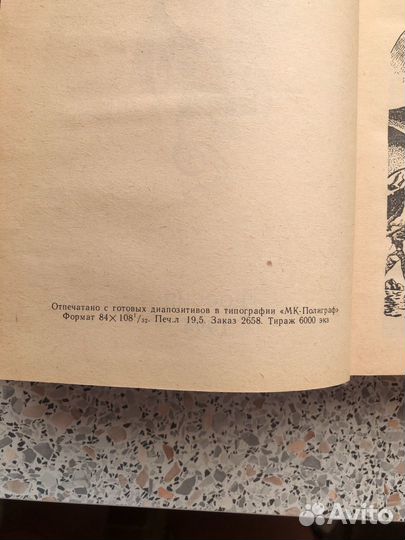 Отпечатано с готовых диапозитивов в типографии «МК-Полиграф»
Формат 84×108¹/₃₂. Печ.л 19,5. Заказ 2658. Тираж 6000 экз
Avito